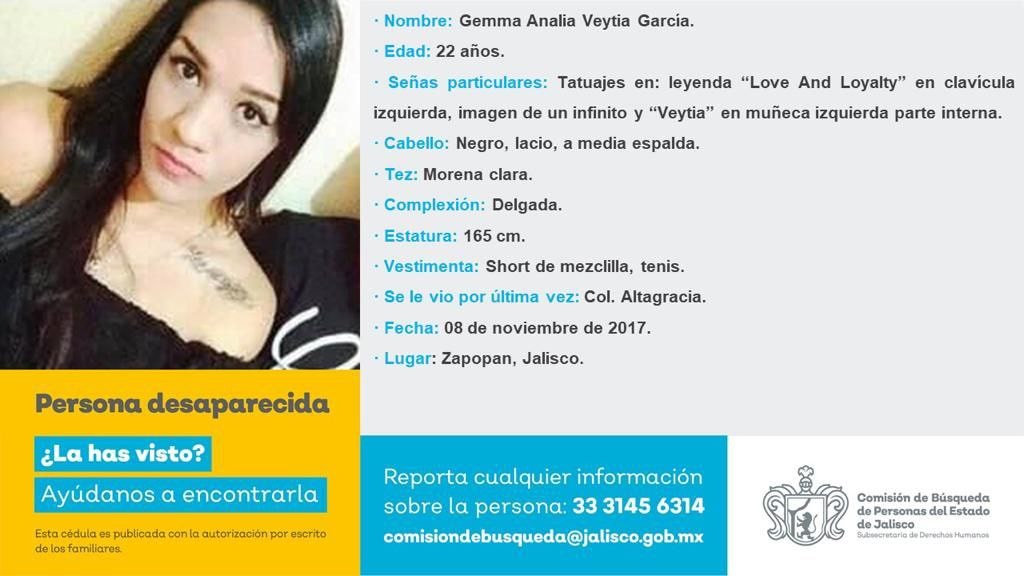 · Nombre: Gemma Analia Veytia García.
· Edad: 22 años.
· Señas particulares: Tatuajes en: leyenda “Love And Loyalty” en clavícula
izquierda, imagen de un infinito y “Veytia” en muñeca izquierda parte interna.
· Cabello: Negro, lacio, a media espalda.
· Tez: Morena clara.
· Complexión: Delgada.
· Estatura: 165 cm.
· Vestimenta: Short de mezclilla, tenis.
· Se le vio por última vez: Col. Altagracia.
· Fecha: 08 de noviembre de 2017.
· Lugar: Zapopan, Jalisco.
Persona desaparecida
¿La has visto?
Ayúdanos a encontrarla
Esta cédula es publicada con la autorización por escrito
de los familiares.
Reporta cualquier información
sobre la persona: 33 3145 6314
comisiondebusqueda@jalisco.gob.mx
Comisión de Búsqueda
de Personas del Estado
de Jalisco
Subsecretaría de Derechos Humanos